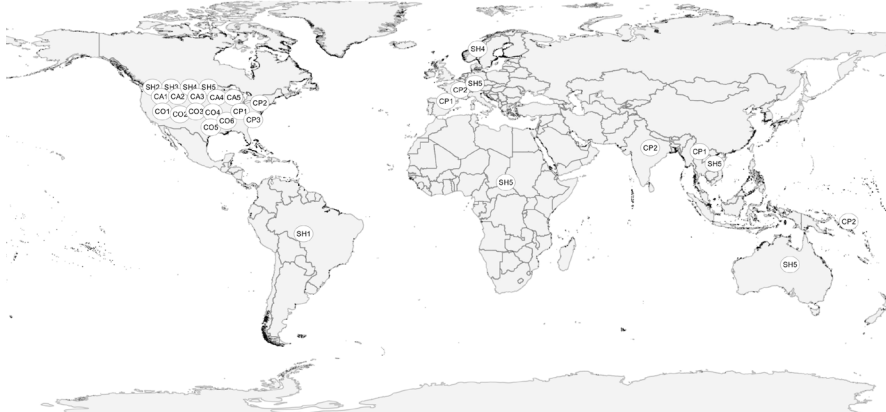 SH4
SH2 SH3 SH4 SH5
SH5
CA1 CA2 CA3 CA4 CA5
CP2
CP2
CP1
CO1 CO2 CO3 CO4 CP1
CO5 CO6 CP3
CP2
CP1
SH5
SH5
CP2
SH1
SH5